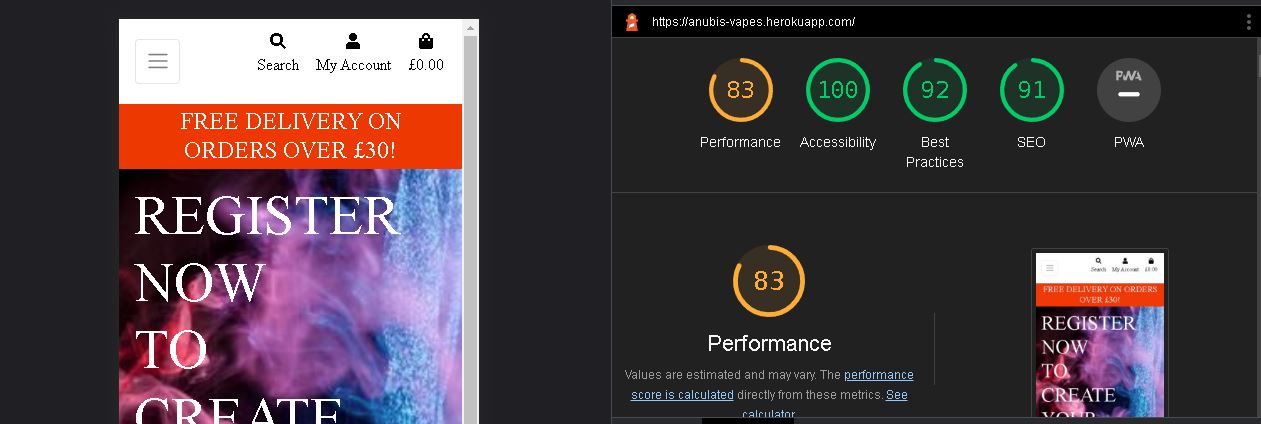 Search
My Account
£0.00
FREE DELIVERY ON
ORDERS OVER £30!
REGISTER
NOW
TO
CREATE
https://anubis-vapes.herokuapp.com/
83
100
92
91
PWA
Performance
Accessibility
Best
Practices
SEO
PWA
83
Performance
Values are estimated and may vary. The performance
score is calculated directly from these metrics. See
calculator.
Search
My Account
£0.00
FREE DELIVERY ON ORDERS
OVER £30!
REGISTER
NOW
TO
CREATE
YOUR